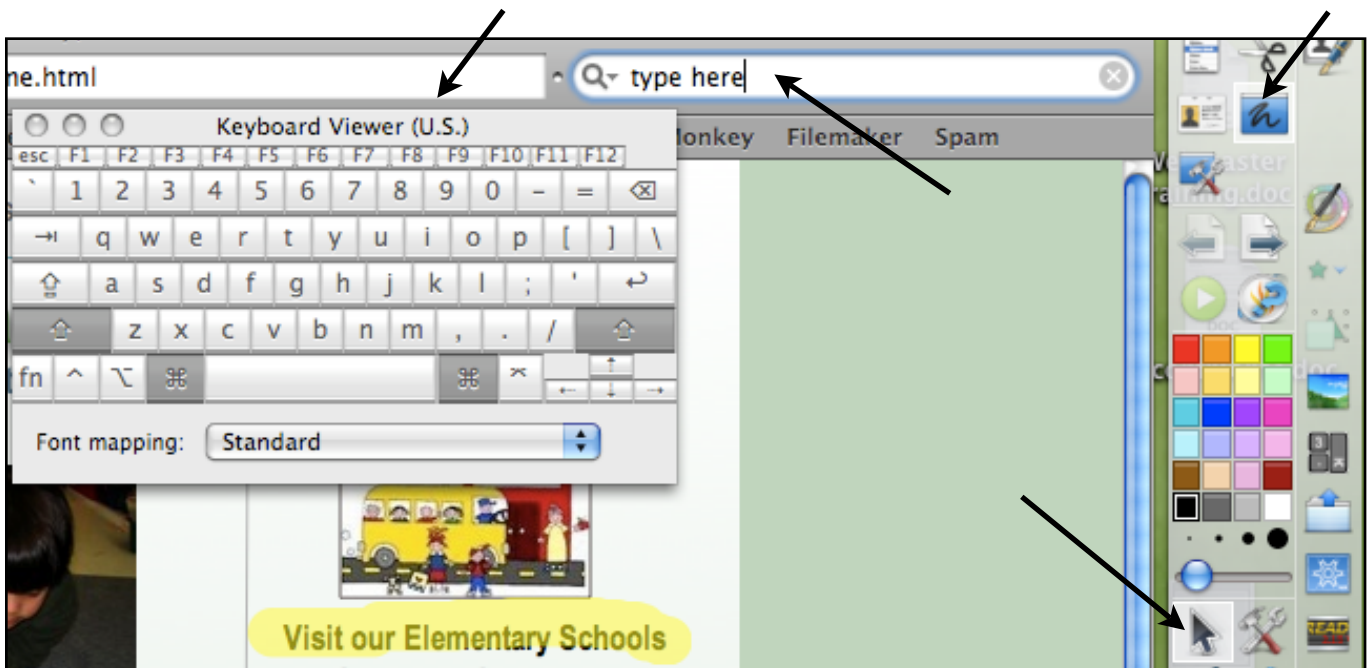 me.html
type here
Keyboard Viewer (U.S.)
Monkey Filemaker Spam
esc F1 F2 F3 F4 F5 F6 F7 F8 F9 F10 F11 F12
` 1 2 3 4 5 6 7 8 9 0 - =
q w e r t y u i o p [ ] \
a s d f g h j k l ; '
z x c v b n m , . /
fn ^ ⌥ ⌘ ⌘
Font mapping: Standard
Visit our Elementary Schools